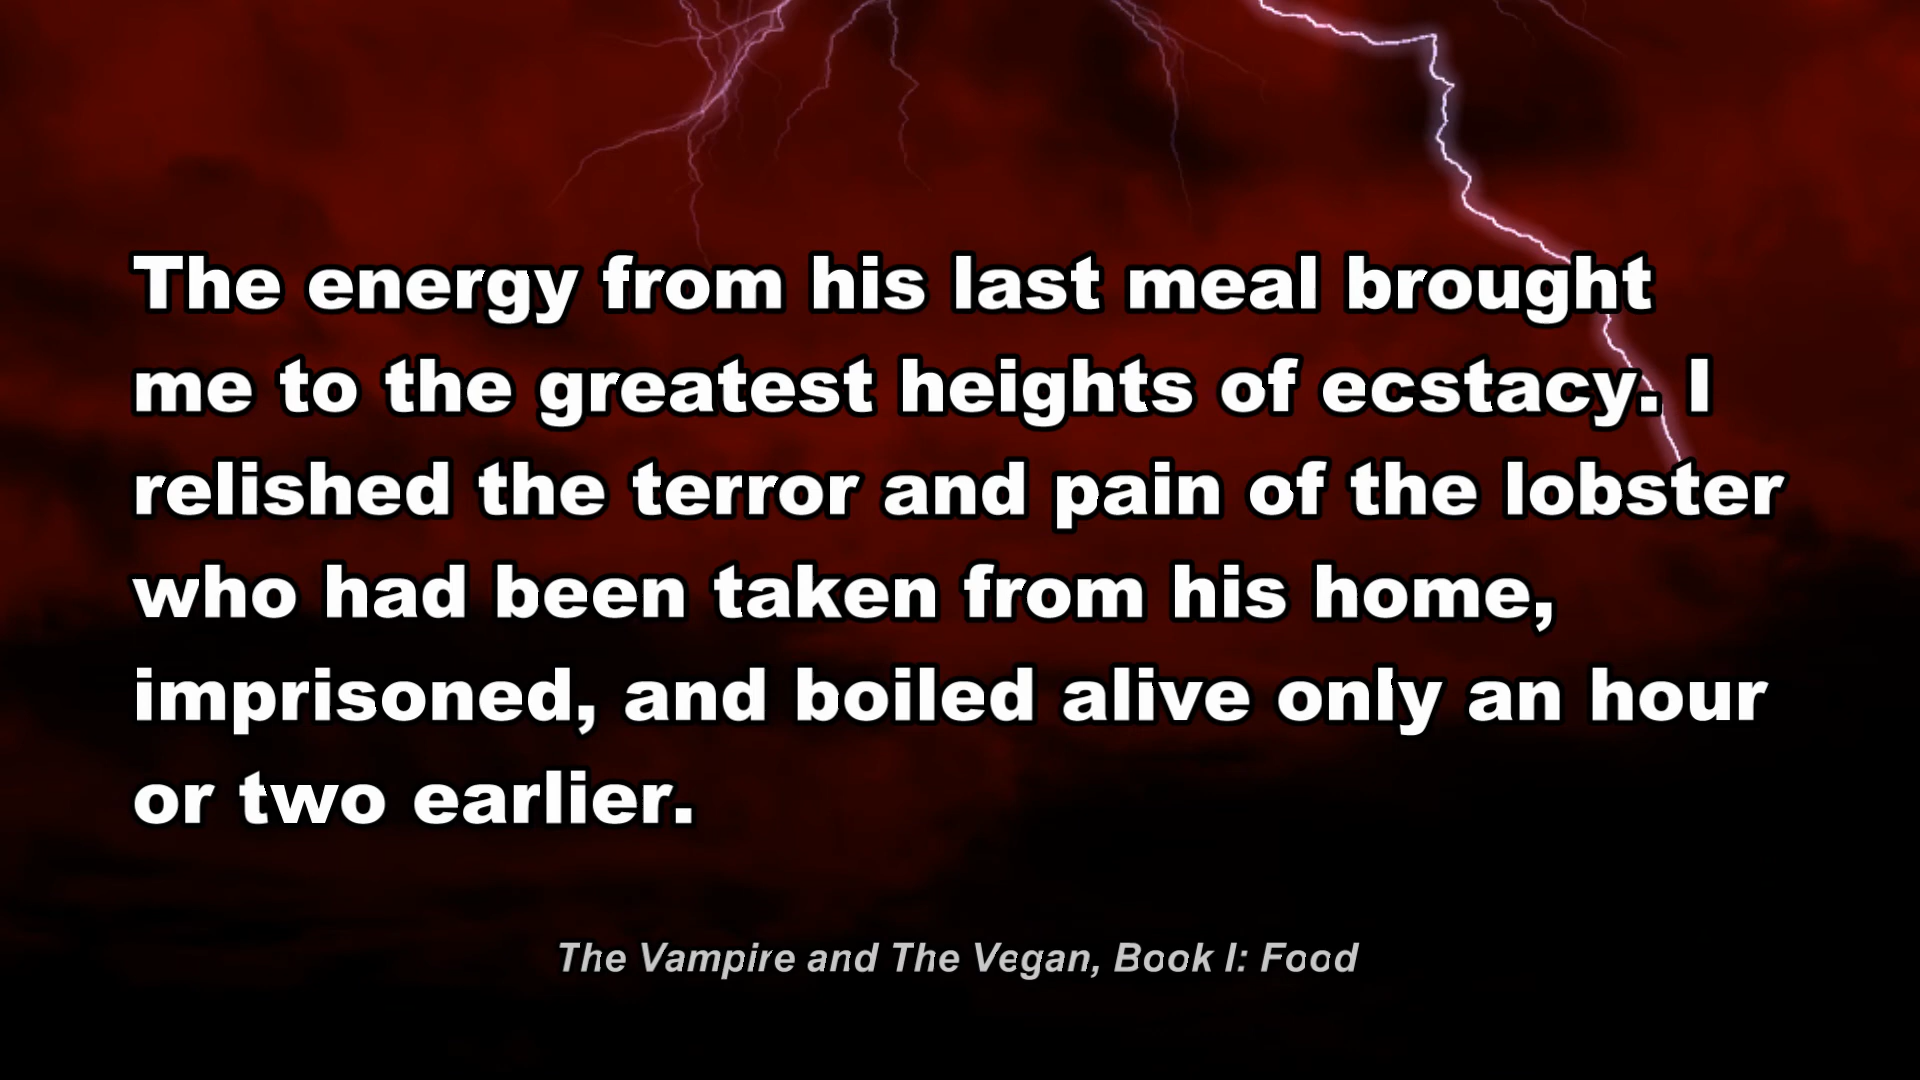 The energy from his last meal brought
me to the greatest heights of ecstacy. I
relished the terror and pain of the lobster
who had been taken from his home,
imprisoned, and boiled alive only an hour
or two earlier.
The Vampire and The Vegan, Book I: Food